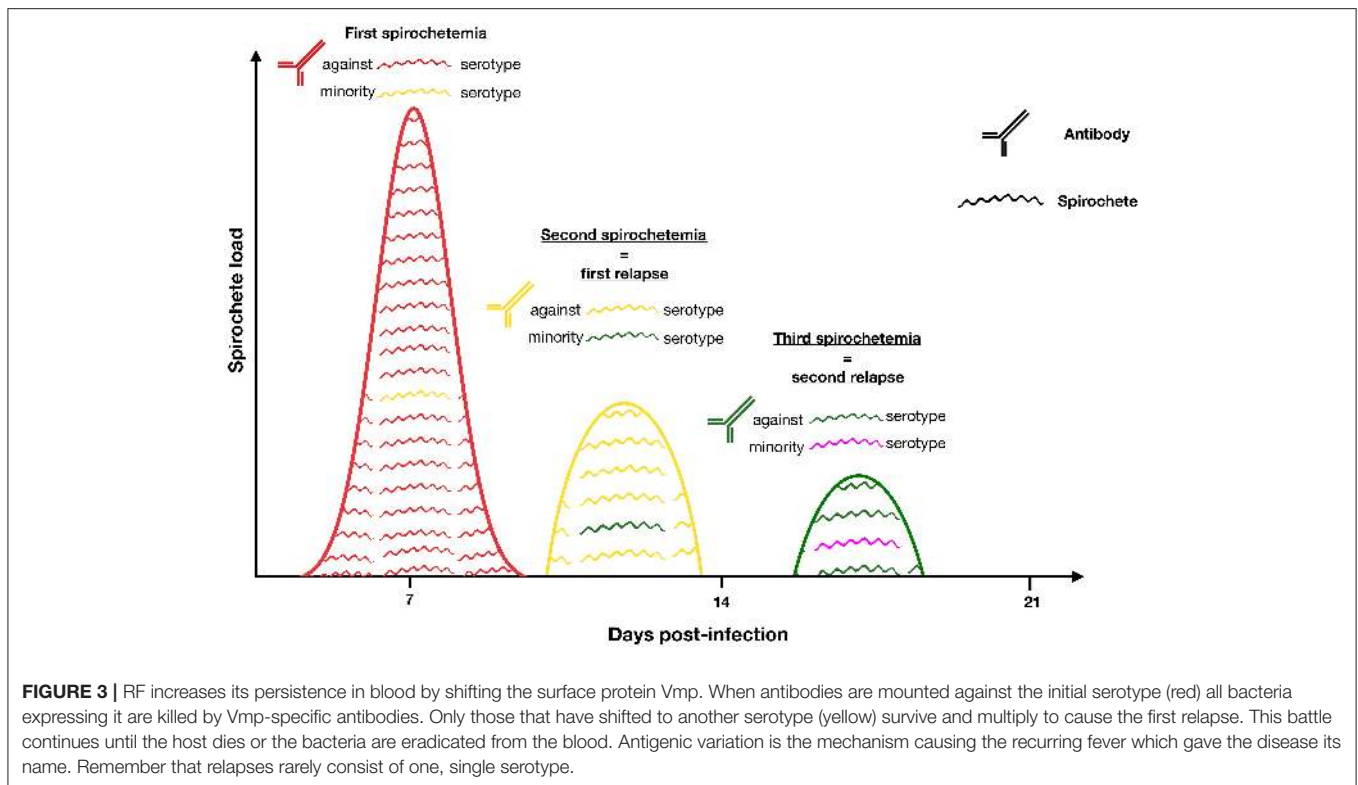 First spirochetemia
against serotype
minority serotype
Antibody
Spirochete
Second spirochetemia
=
first relapse
against serotype
minority serotype
Third spirochetemia
=
second relapse
against serotype
minority serotype
Spirochete load
7
14
21
Days post-infection
FIGURE 3 | RF increases its persistence in blood by shifting the surface protein Vmp. When antibodies are mounted against the initial serotype (red) all bacteria
expressing it are killed by Vmp-specific antibodies. Only those that have shifted to another serotype (yellow) survive and multiply to cause the first relapse. This battle
continues until the host dies or the bacteria are eradicated from the blood. Antigenic variation is the mechanism causing the recurring fever which gave the disease its
name. Remember that relapses rarely consist of one, single serotype.